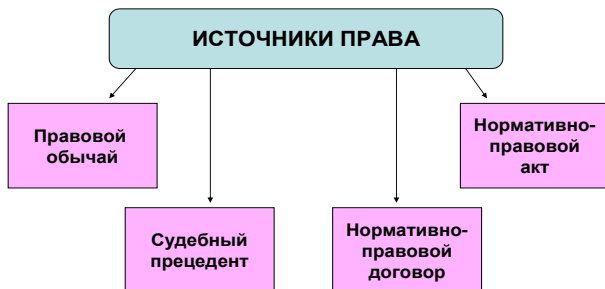 ИСТОЧНИКИ ПРАВА
Правовой
обычай
Нормативно-
правовой
акт
Судебный
прецедент
Нормативно-
правовой
договор